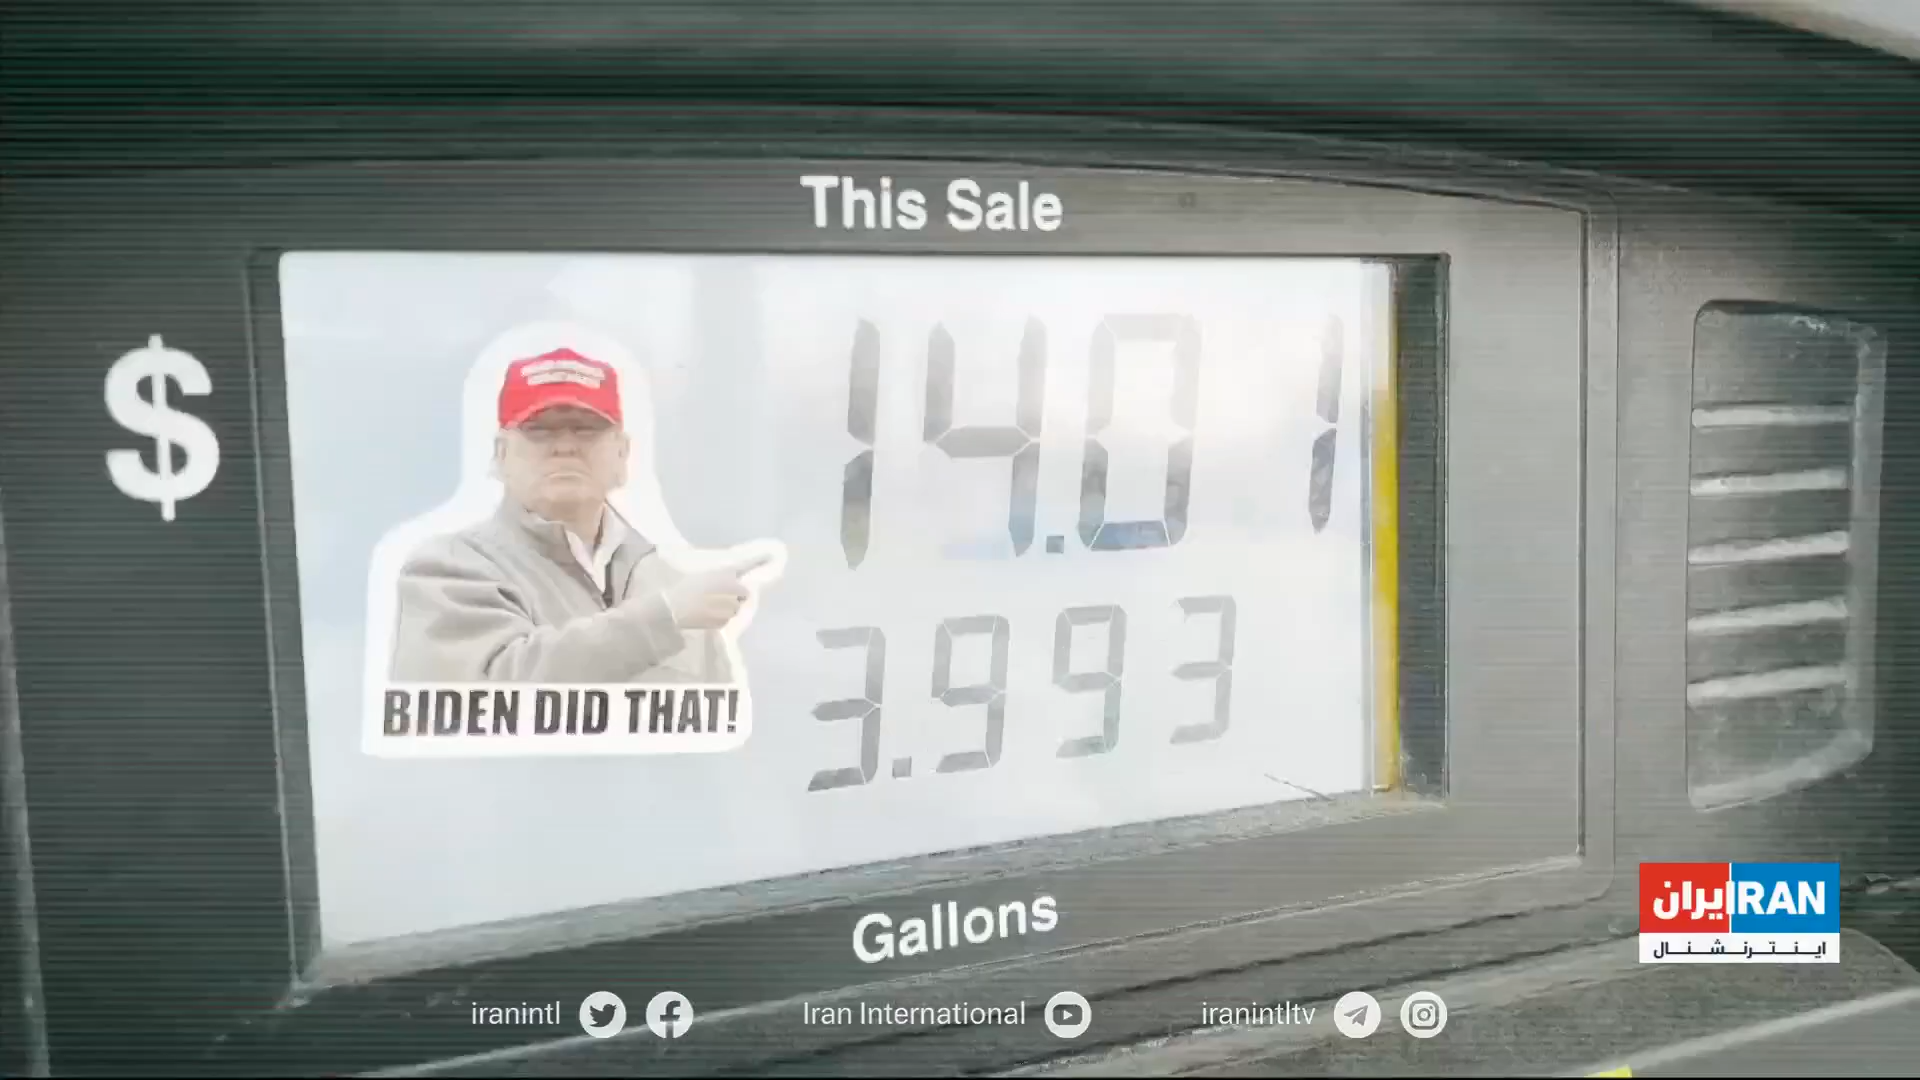 This Sale
$
14.01
3.993
BIDEN DID THAT!
Gallons
ایران IRAN
اینترنشنال
iranintl
Iran International
iranintltv